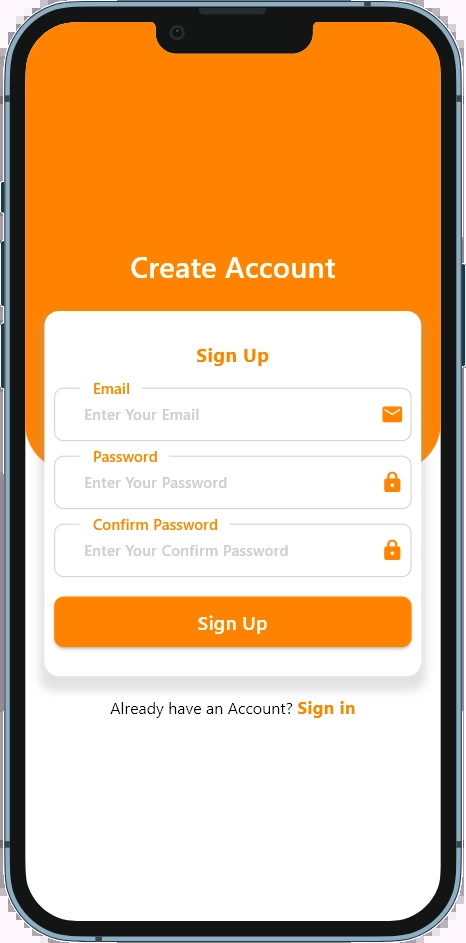 Create Account
Sign Up
Email
Enter Your Email
Password
Enter Your Password
Confirm Password
Enter Your Confirm Password
Sign Up
Already have an Account? Sign in